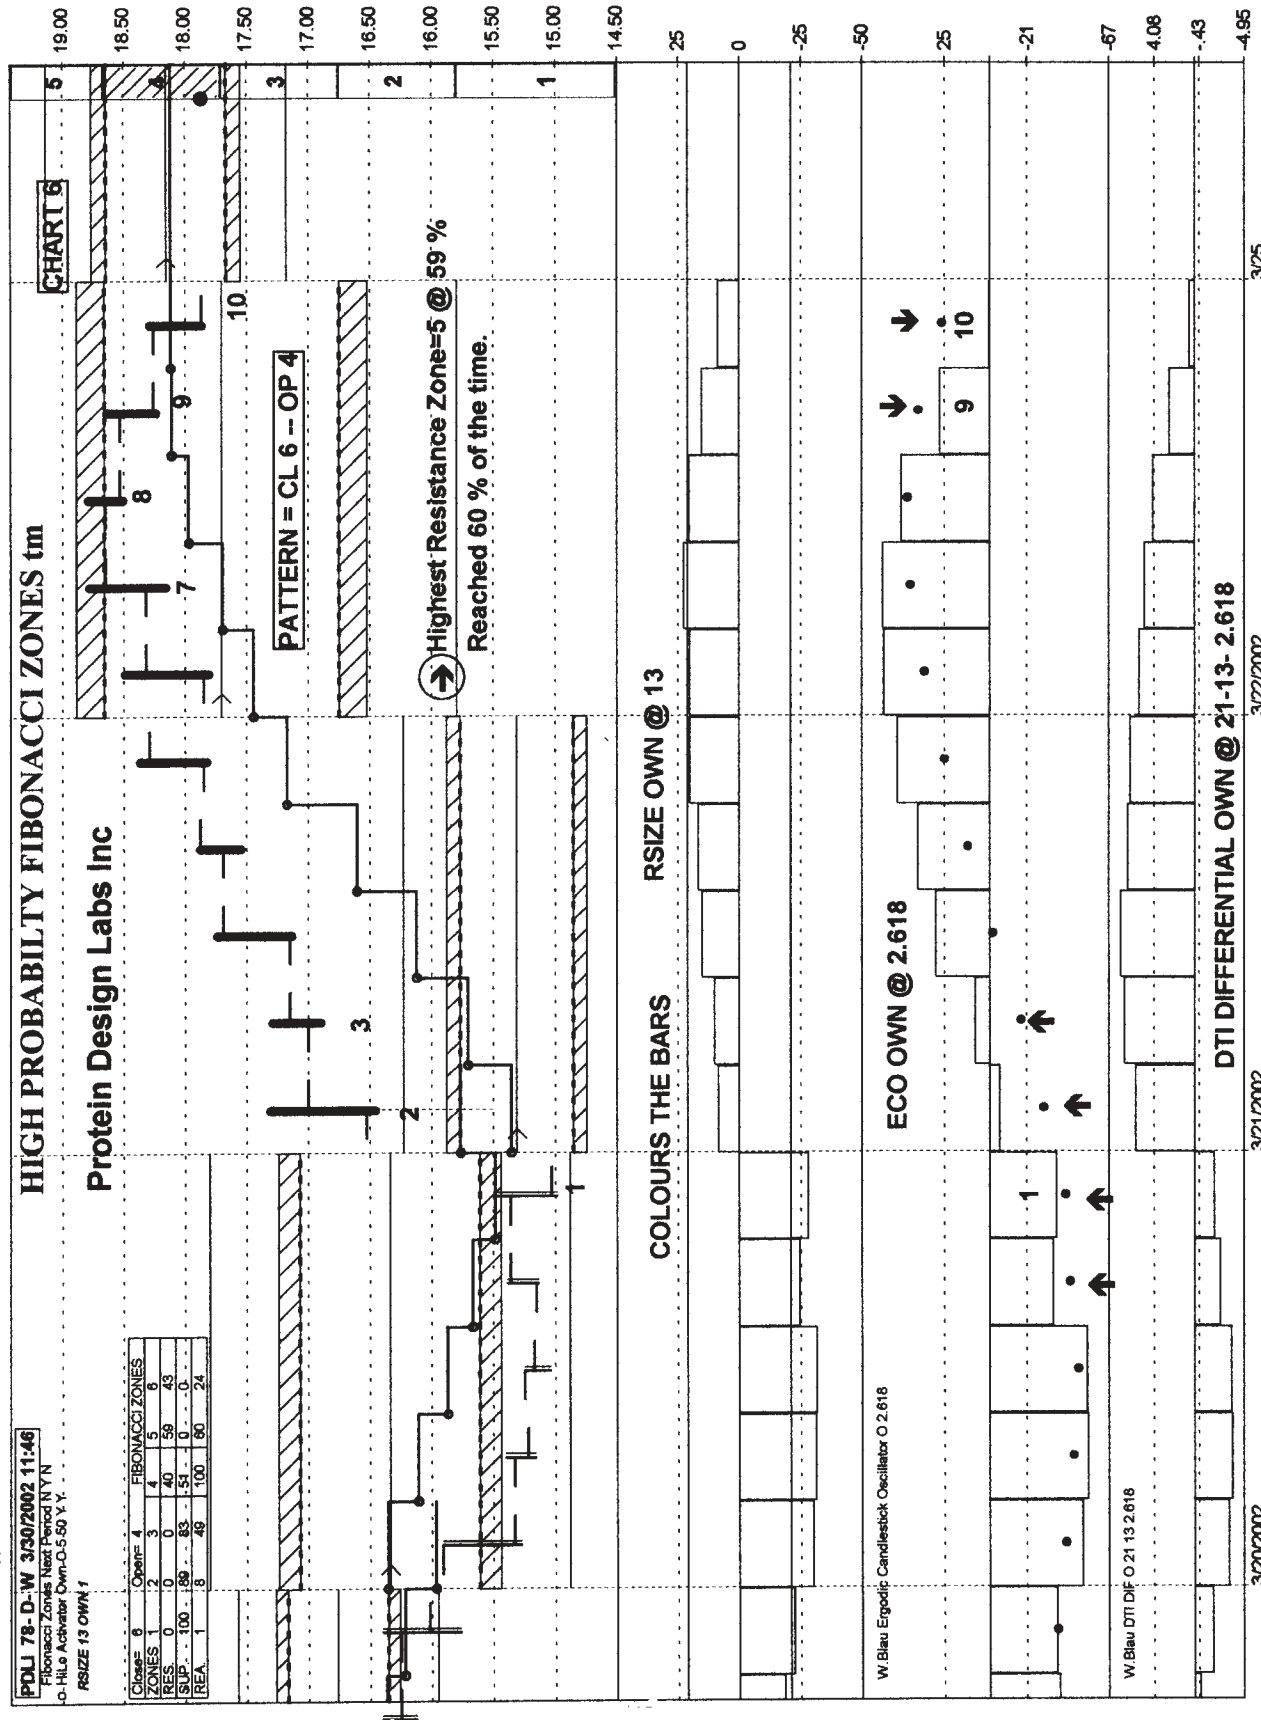 HIGH PROBABILTY FIBONACCI ZONES tm
CHART 6
PDLI 78- D-W 3/30/2002 11:46
Fibonacci Zones Next Period N Y N
RSIZE 13 OWN 1
Protein Design Labs Inc
Close= 6 Open= 4 FIBONACCI ZONES
ZONES 1 2 3 4 5 6
RES. 0 0 0 40 59 43
SUP. 100 89 83 51 0 0
REA. 1 8 49 100 60 24
19.00
18.50
18.00
17.50
17.00
16.50
16.00
15.50
15.00
14.50
5
4
3
2
1
1
2
3
7
8
9
10
PATTERN = CL 6 -- OP 4
Highest Resistance Zone=5 @ 59 %
Reached 60 % of the time.
COLOURS THE BARS
RSIZE OWN @ 13
25
0
-25
-50
W.Blau Ergodic Candlestick Oscillator O 2.618
ECO OWN @ 2.618
1
9
10
25
-21
-67
W.Blau DTI DIF O 21 13 2.618
4.08
-.43
-4.95
DTI DIFFERENTIAL OWN @ 21-13- 2.618
3/20/2002
3/21/2002
3/22/2002
3/25